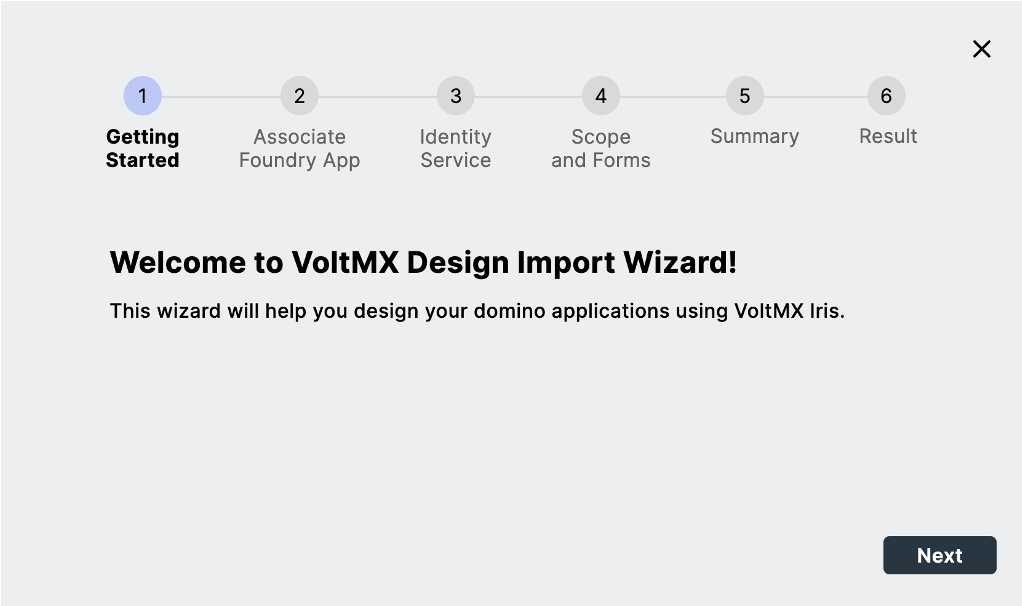 1 2 3 4 5 6
Getting Associate Identity Scope Summary Result
Started Foundry App Service and Forms
Welcome to VoltMX Design Import Wizard!
This wizard will help you design your domino applications using VoltMX Iris.
Next